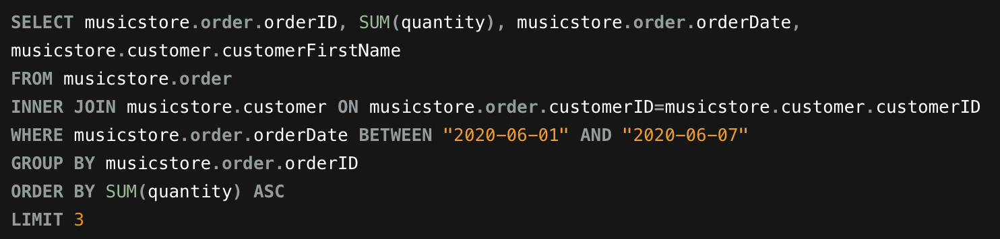 SELECT musicstore.order.orderID, SUM(quantity), musicstore.order.orderDate,
musicstore.customer.customerFirstName
FROM musicstore.order
INNER JOIN musicstore.customer ON musicstore.order.customerID=musicstore.customer.customerID
WHERE musicstore.order.orderDate BETWEEN "2020-06-01" AND "2020-06-07"
GROUP BY musicstore.order.orderID
ORDER BY SUM(quantity) ASC
LIMIT 3